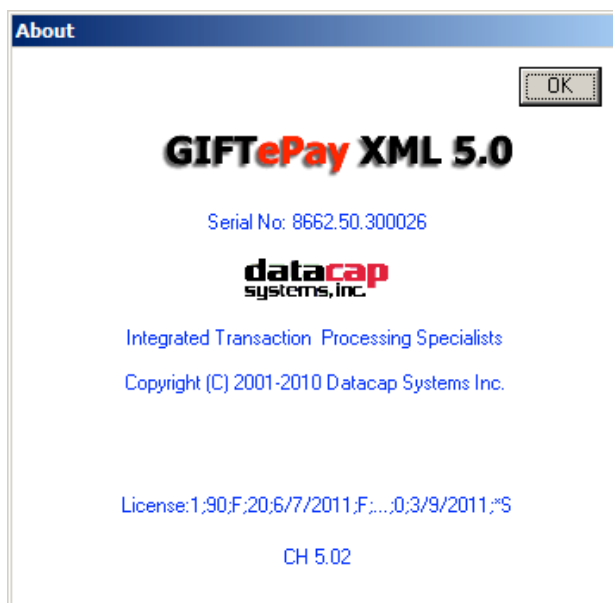 About
OK
GIFTePay XML 5.0
Serial No: 8662.50.300026
datacap
systems,inc.
Integrated Transaction  Processing Specialists
Copyright (C) 2001-2010 Datacap Systems Inc.
License:1;90;F;20;6/7/2011;F;...;0;3/9/2011;*S
CH 5.02